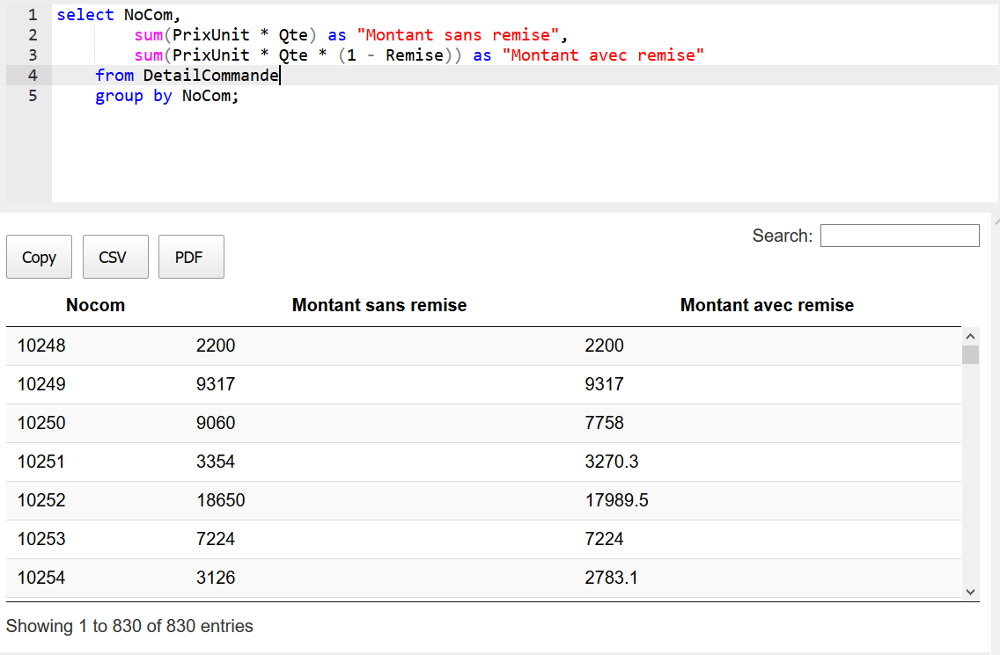 1 select NoCom,
2 sum(PrixUnit * Qte) as "Montant sans remise",
3 sum(PrixUnit * Qte * (1 - Remise)) as "Montant avec remise"
4 from DetailCommande
5 group by NoCom;
Search:
Copy CSV PDF
Nocom Montant sans remise Montant avec remise
10248 2200 2200
10249 9317 9317
10250 9060 7758
10251 3354 3270.3
10252 18650 17989.5
10253 7224 7224
10254 3126 2783.1
Showing 1 to 830 of 830 entries